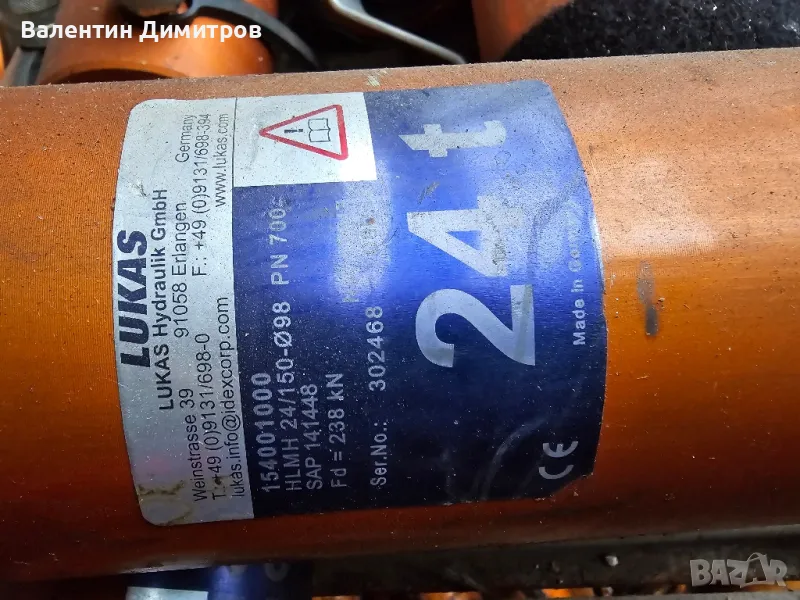 Валентин Димитров
LUKAS
LUKAS Hydraulik GmbH
Weinstrasse 39 91058 Erlangen Germany
T.: +49 (0)9131/698-0 F.: +49 (0)9131/698-394
lukas.info@idexcorp.com www.lukas.com
154001000
HLMH 24/150-Ø98 PN 700
SAP 141448
Fd = 238 kN
Ser.No.: 302468
24 t
CE
Made in
BAZAR